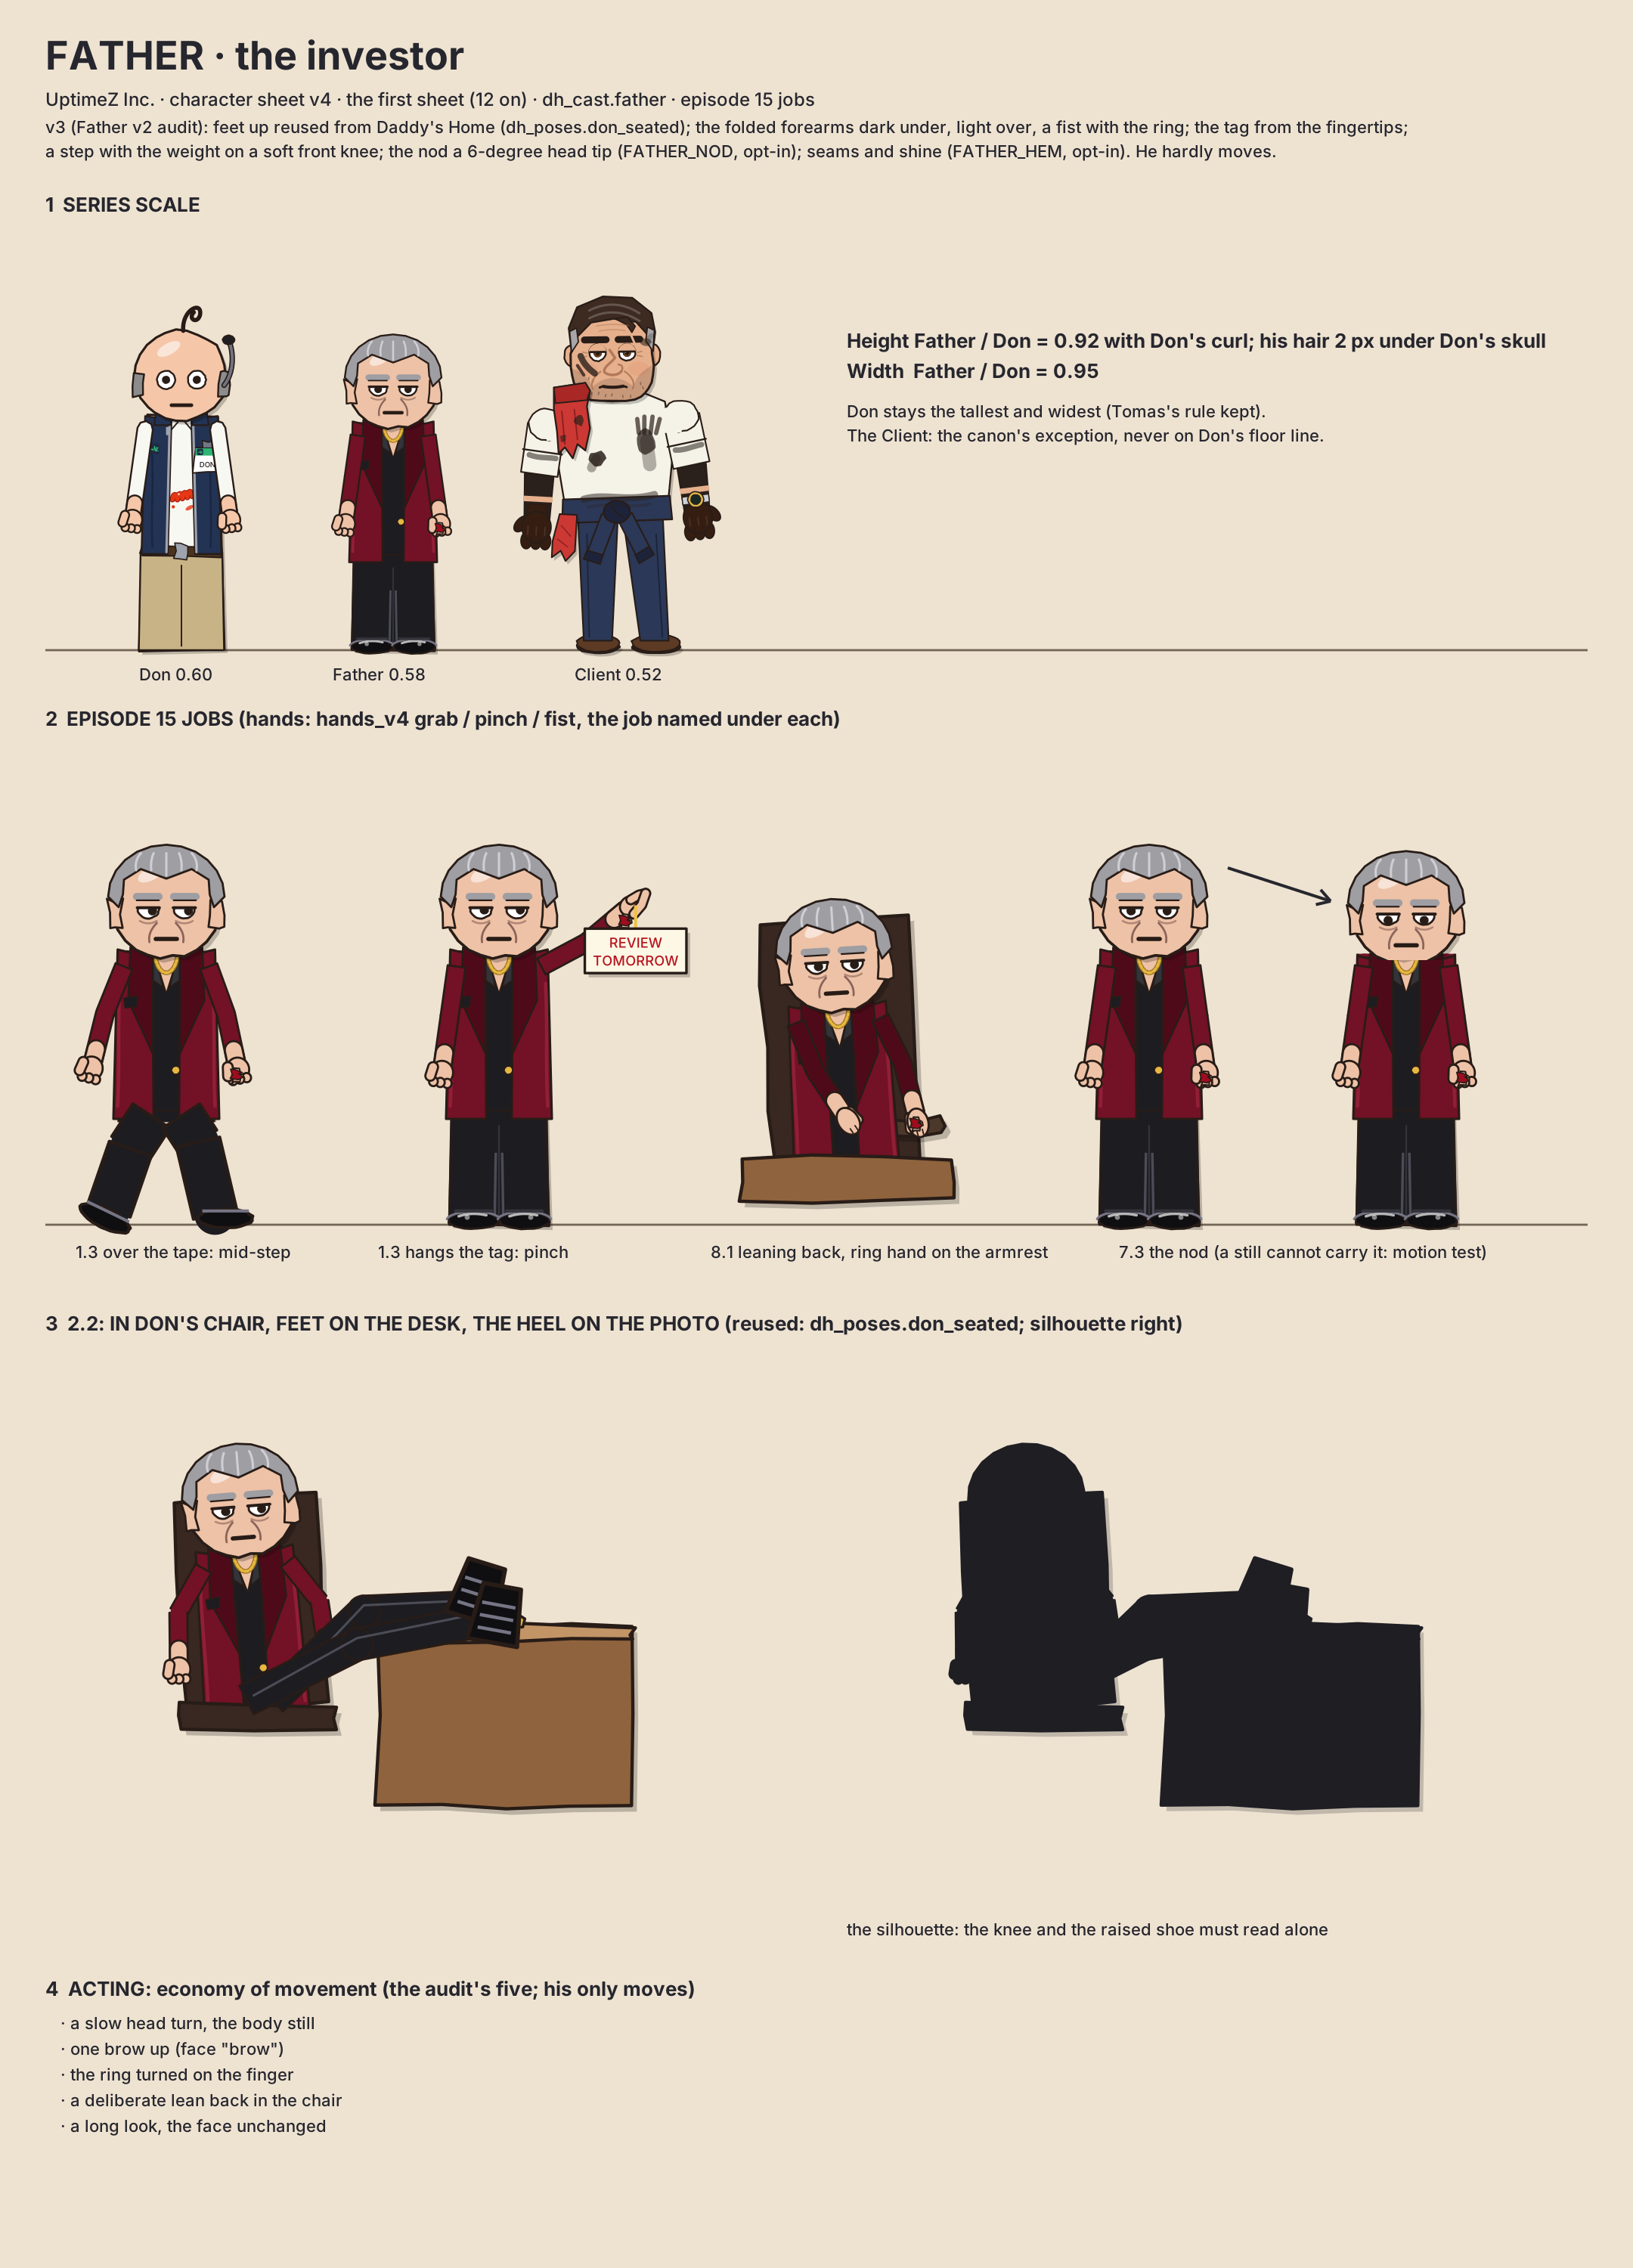 FATHER · the investor
UptimeZ Inc. · character sheet v4 · the first sheet (12 on) · dh_cast.father · episode 15 jobs
v3 (Father v2 audit): feet up reused from Daddy's Home (dh_poses.don_seated); the folded forearms dark under, light over, a fist with the ring; the tag from the fingertips;
a step with the weight on a soft front knee; the nod a 6-degree head tip (FATHER_NOD, opt-in); seams and shine (FATHER_HEM, opt-in). He hardly moves.
1 SERIES SCALE
Height Father / Don = 0.92 with Don's curl; his hair 2 px under Don's skull
Width Father / Don = 0.95
Don stays the tallest and widest (Tomas's rule kept).
The Client: the canon's exception, never on Don's floor line.
DON
Don 0.60
Father 0.58
Client 0.52
2 EPISODE 15 JOBS (hands: hands_v4 grab / pinch / fist, the job named under each)
REVIEW
TOMORROW
1.3 over the tape: mid-step
1.3 hangs the tag: pinch
8.1 leaning back, ring hand on the armrest
7.3 the nod (a still cannot carry it: motion test)
3 2.2: IN DON'S CHAIR, FEET ON THE DESK, THE HEEL ON THE PHOTO (reused: dh_poses.don_seated; silhouette right)
the silhouette: the knee and the raised shoe must read alone
4 ACTING: economy of movement (the audit's five; his only moves)
· a slow head turn, the body still
· one brow up (face "brow")
· the ring turned on the finger
· a deliberate lean back in the chair
· a long look, the face unchanged